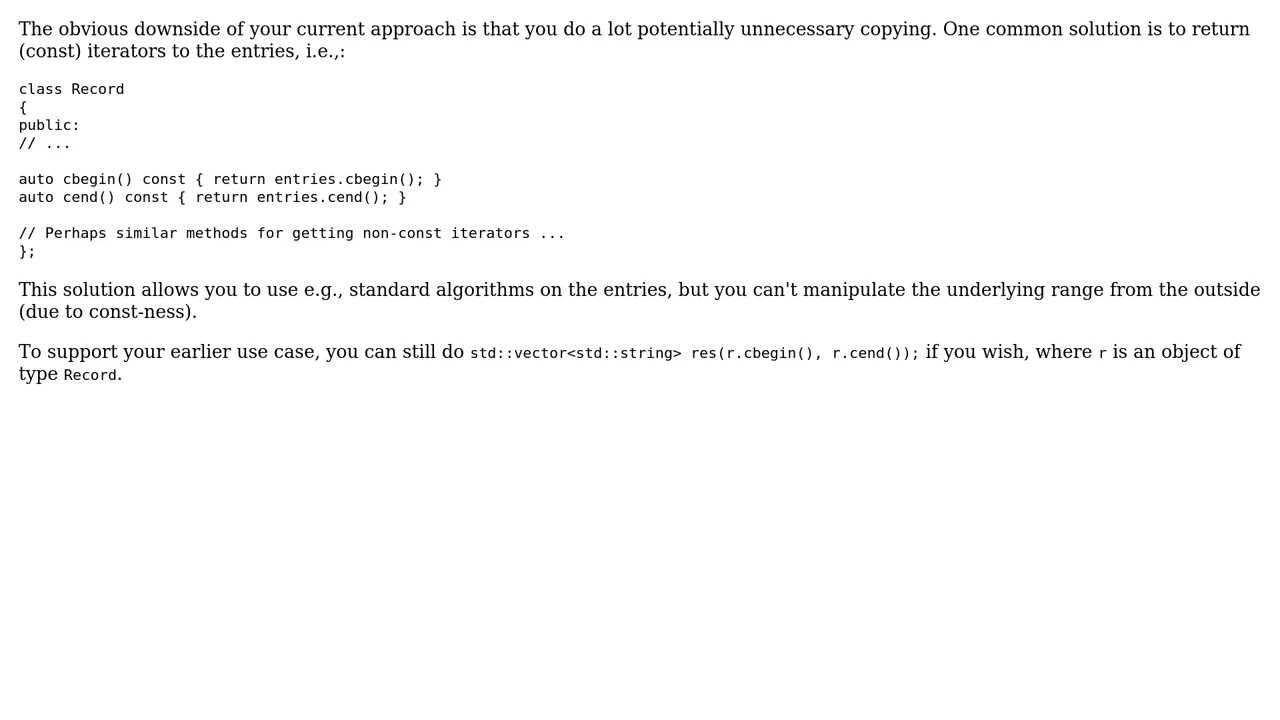 The obvious downside of your current approach is that you do a lot potentially unnecessary copying. One common solution is to return
(const) iterators to the entries, i.e.,:
class Record
{
public:
// ...
auto cbegin() const { return entries.cbegin(); }
auto cend() const { return entries.cend(); }
// Perhaps similar methods for getting non-const iterators ...
};
This solution allows you to use e.g., standard algorithms on the entries, but you can't manipulate the underlying range from the outside
(due to const-ness).
To support your earlier use case, you can still do std::vector<std::string> res(r.cbegin(), r.cend()); if you wish, where r is an object of
type Record.